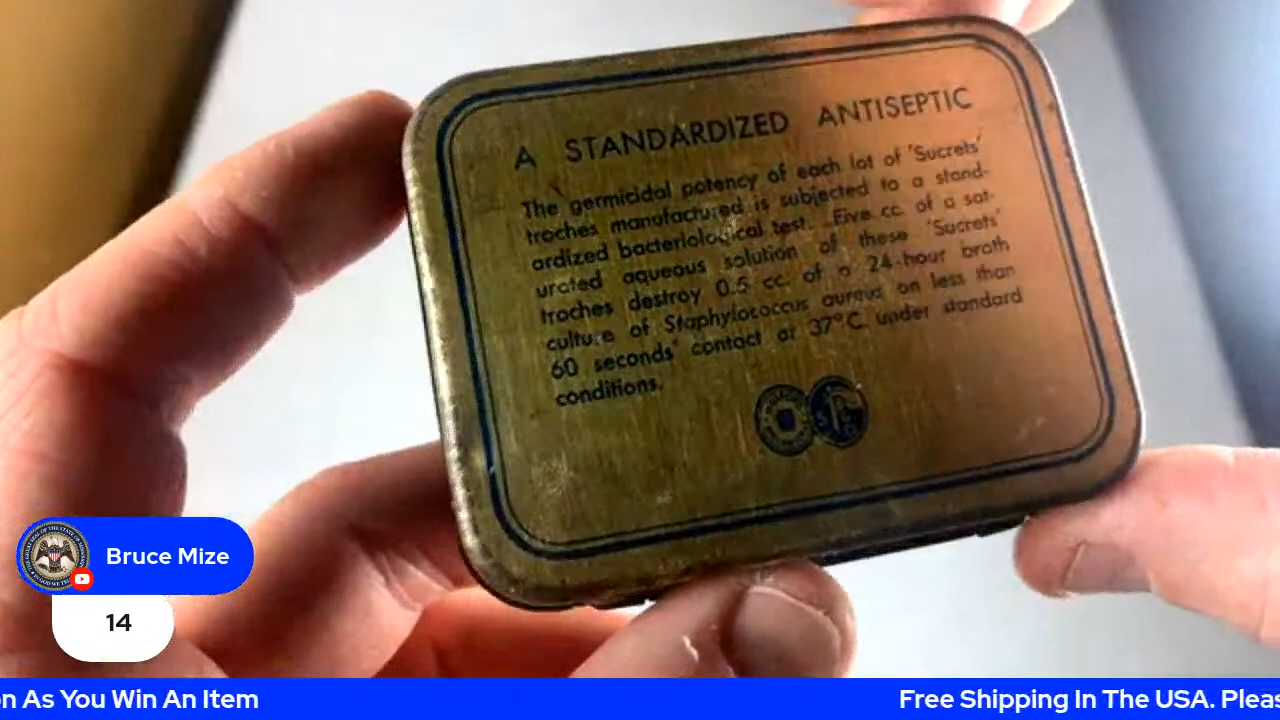 A STANDARDIZED ANTISEPTIC
The germicidal potency of each lot of 'Sucrets'
troches manufactured is subjected to a stand-
ardized bacteriological test. Five cc. of a sat-
urated aqueous solution of these 'Sucrets'
troches destroy 0.5 cc. of a 24-hour broth
culture of Staphylococcus aureus on less than
60 seconds' contact at 37°C. under standard
conditions.
Bruce Mize
14
n As You Win An Item
Free Shipping In The USA. Pleas